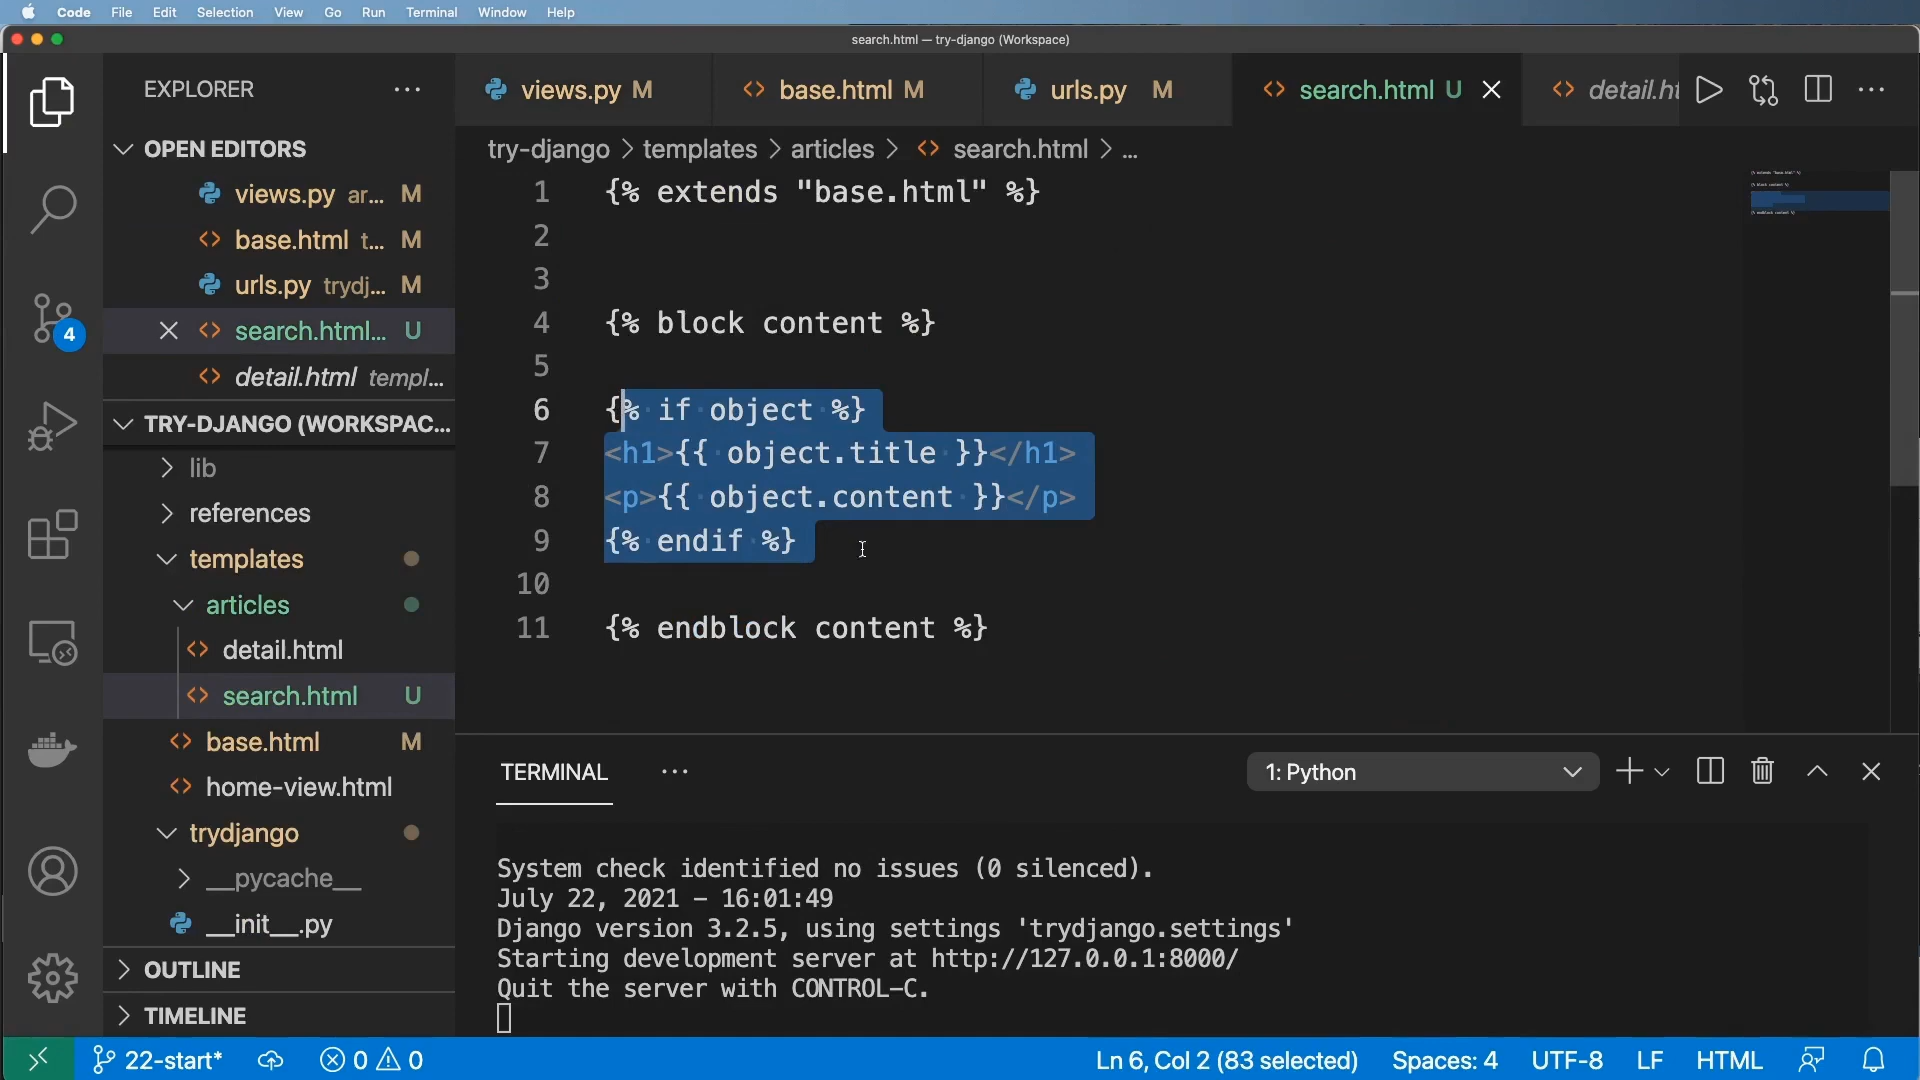 Code File Edit Selection View Go Run Terminal Window Help
search.html — try-django (Workspace)
EXPLORER
views.py M
base.html M
urls.py M
search.html U
detail.ht
OPEN EDITORS
views.py ar... M
base.html t... M
urls.py trydj... M
search.html... U
detail.html templ...
TRY-DJANGO (WORKSPAC...
lib
references
templates
articles
detail.html
search.html U
base.html M
home-view.html
trydjango
__pycache__
__init__.py
OUTLINE
TIMELINE
4
try-django > templates > articles > search.html > ...
1 {% extends "base.html" %}
2
3
4 {% block content %}
5
6 {% if object %}
7 <h1>{{ object.title }}</h1>
8 <p>{{ object.content }}</p>
9 {% endif %}
10
11 {% endblock content %}
TERMINAL
1: Python
System check identified no issues (0 silenced).
July 22, 2021 - 16:01:49
Django version 3.2.5, using settings 'trydjango.settings'
Starting development server at http://127.0.0.1:8000/
Quit the server with CONTROL-C.
22-start* 0 0 Ln 6, Col 2 (83 selected) Spaces: 4 UTF-8 LF HTML